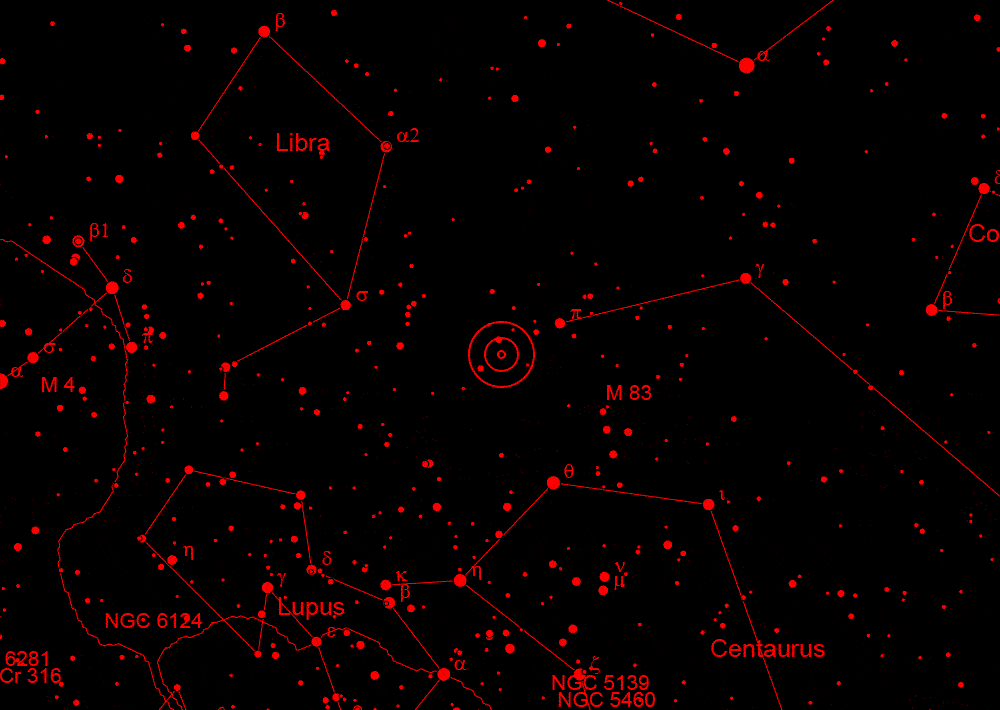 β
α
α2
Libra
δ
β1
Co
γ
δ
σ
β
π
π
σ
α
M 4
M 83
θ
ι
η
δ
ν
κ
η
μ
γ
β
Lupus
NGC 6124
ε
Centaurus
6281
α
ζ
Cr 316
NGC 5139
NGC 5460